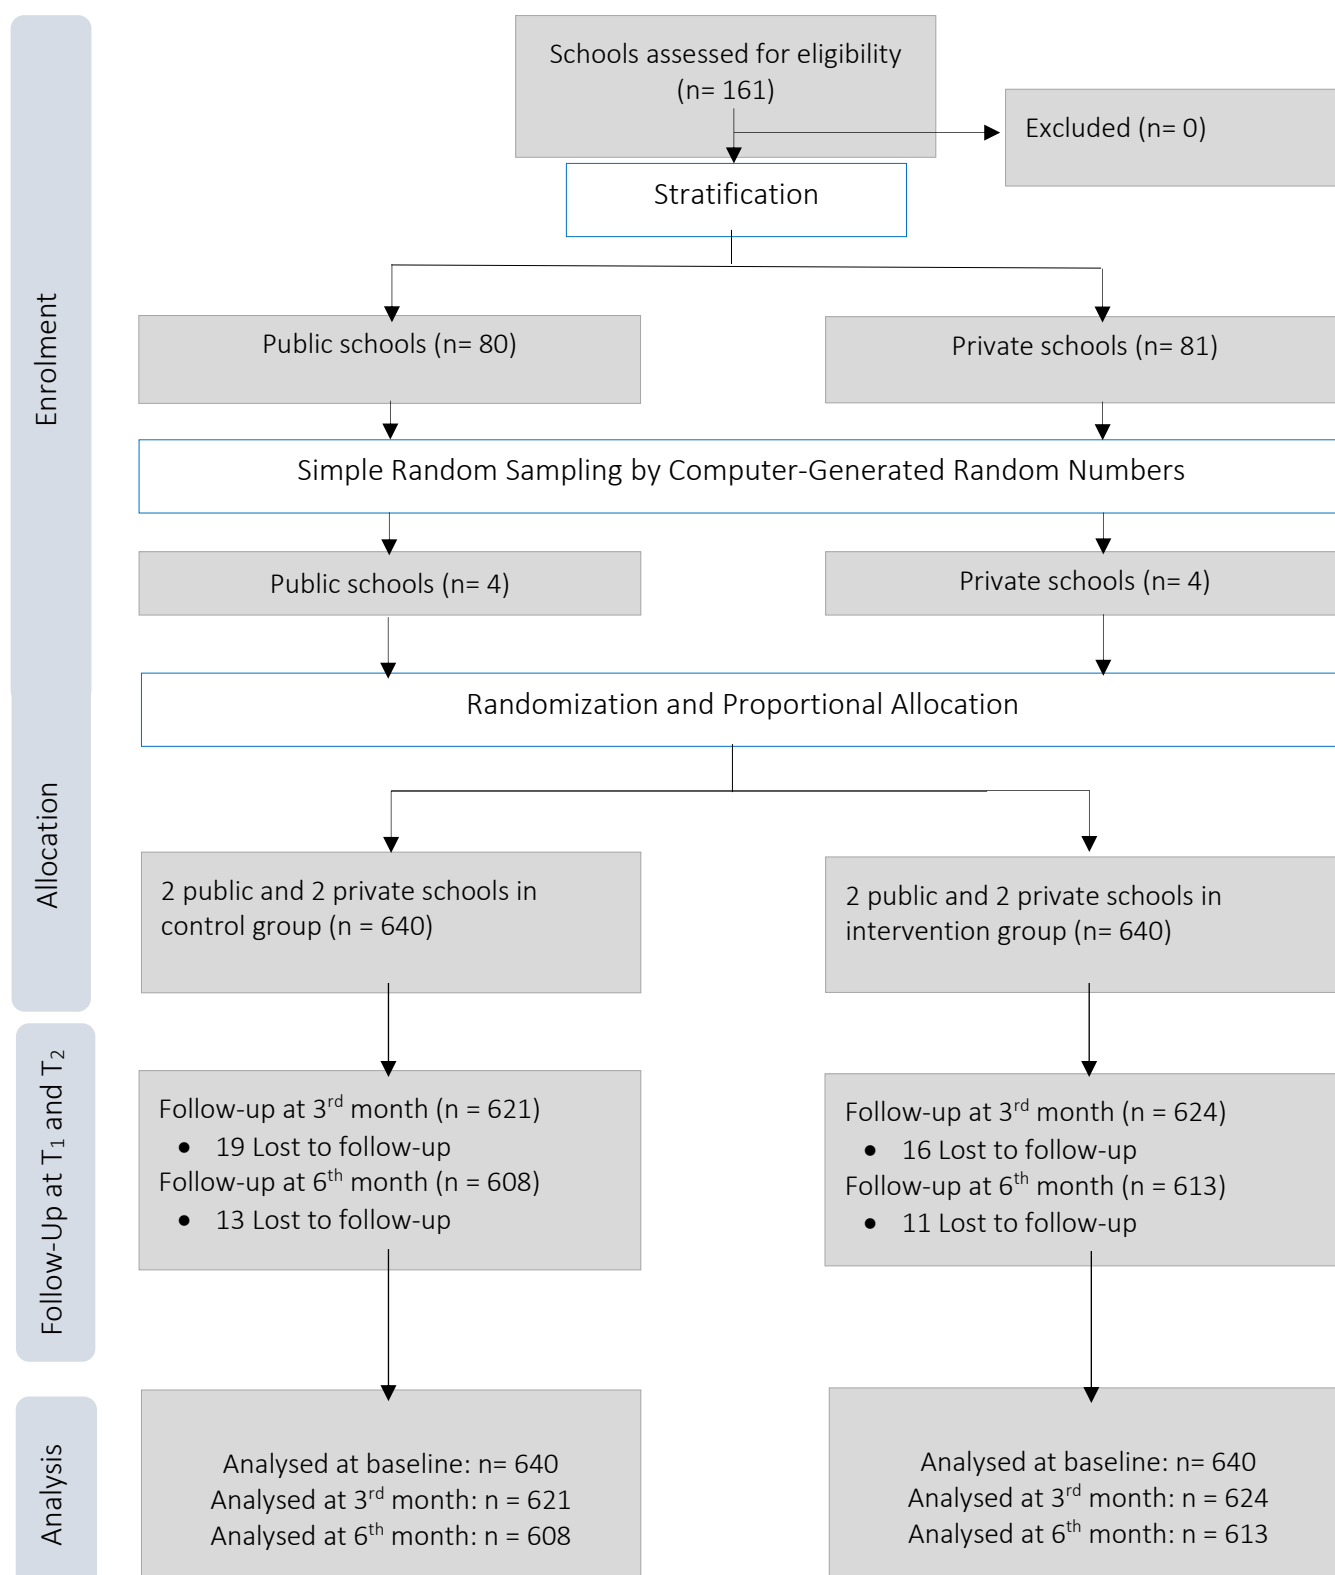 Schools assessed for eligibility
(n= 161)
Excluded (n= 0)
Stratification
Enrolment
Public schools (n= 80)
Private schools (n= 81)
Simple Random Sampling by Computer-Generated Random Numbers
Public schools (n= 4)
Private schools (n= 4)
Randomization and Proportional Allocation
Allocation
2 public and 2 private schools in
control group (n = 640)
2 public and 2 private schools in
intervention group (n= 640)
Follow-Up at T1 and T2
Follow-up at 3rd month (n = 621)
• 19 Lost to follow-up
Follow-up at 6th month (n = 608)
• 13 Lost to follow-up
Follow-up at 3rd month (n = 624)
• 16 Lost to follow-up
Follow-up at 6th month (n = 613)
• 11 Lost to follow-up
Analysis
Analysed at baseline: n= 640
Analysed at 3rd month: n = 621
Analysed at 6th month: n = 608
Analysed at baseline: n= 640
Analysed at 3rd month: n = 624
Analysed at 6th month: n = 613